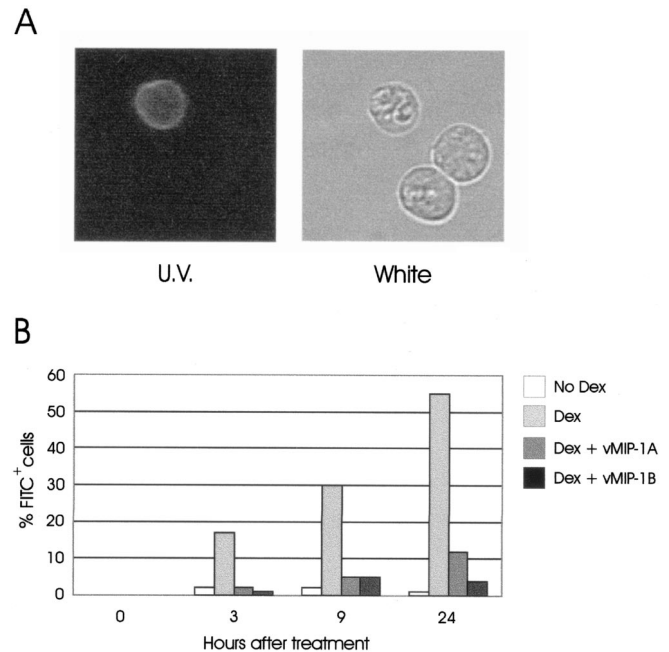 A
U.V.
White
B
60
50
40
30
20
10
0
% FITC + cells
0 3 9 24
Hours after treatment
No Dex
Dex
Dex + vMIP-1A
Dex + vMIP-1B